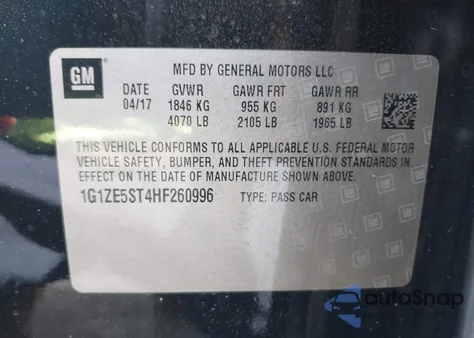 GM
MFD BY GENERAL MOTORS LLC
DATE GVWR GAWR FRT GAWR RR
04/17 1846 KG 955 KG 891 KG
4070 LB 2105 LB 1965 LB
THIS VEHICLE CONFORMS TO ALL APPLICABLE U.S. FEDERAL MOTOR
VEHICLE SAFETY, BUMPER, AND THEFT PREVENTION STANDARDS IN
EFFECT ON THE DATE OF MANUFACTURE SHOWN ABOVE.
1G1ZE5ST4HF260996 TYPE: PASS CAR
autoSnap